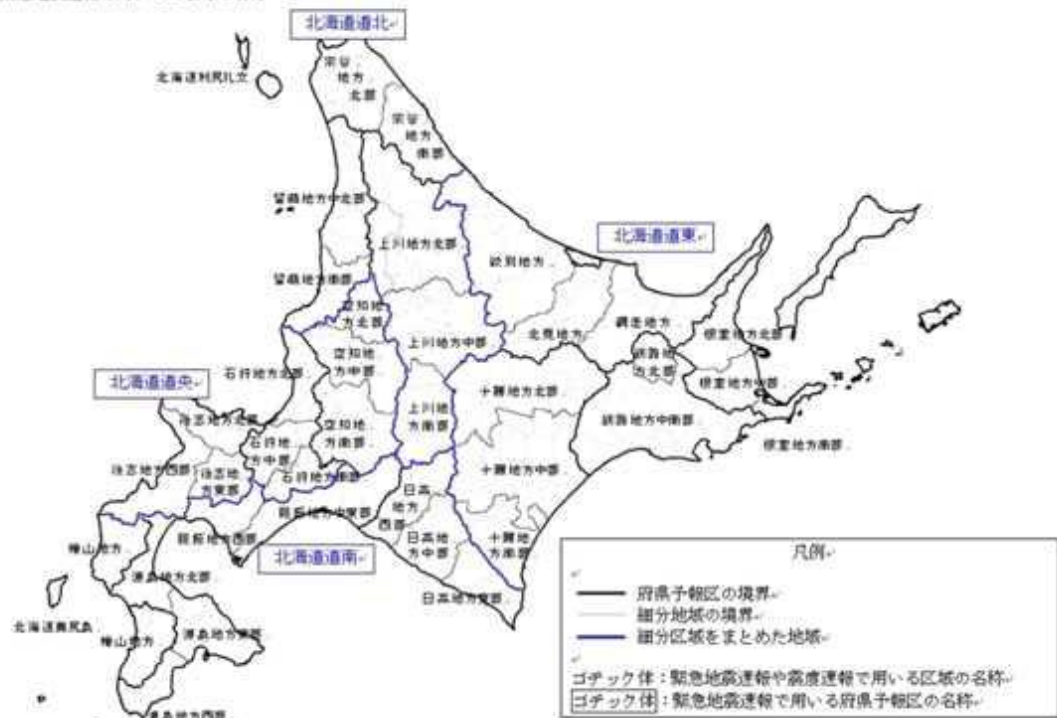 北海道道北
宗谷地方北部
北海道利尻礼文
宗谷地方南部
留萌地方中北部
北海道道東
上川地方北部
紋別地方
留萌地方南部
空知地方北部
北見地方
網走地方
根室地方北部
上川地方中部
空知地方中部
釧路地方北部
石狩地方北部
根室地方中部
北海道道央
十勝地方北部
上川地方南部
後志地方北部
釧路地方中南部
石狩地方中部
空知地方南部
根室地方南部
後志地方西部
後志地方東部
石狩地方南部
十勝地方中部
日高地方西部
胆振地方中東部
胆振地方西部
日高地方中部
十勝地方南部
檜山地方
北海道道南
渡島地方北部
日高地方東部
北海道奥尻島
檜山地方
渡島地方東部
渡島地方西部
凡例
府県予報区の境界
細分地域の境界
細分区域をまとめた地域
ゴチック体：緊急地震速報や震度速報で用いる区域の名称
ゴチック体：緊急地震速報で用いる府県予報区の名称